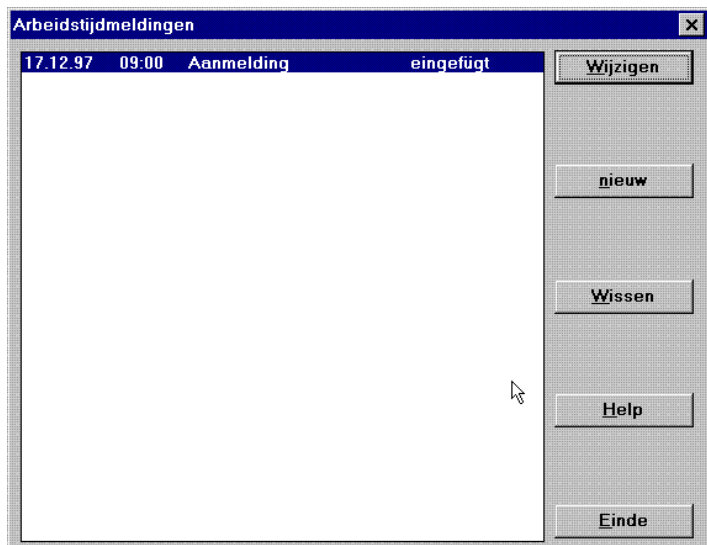 Arbeidstijdmeldingen
17.12.97 09:00 Aanmelding eingefügt
Wijzigen
nieuw
Wissen
Help
Einde